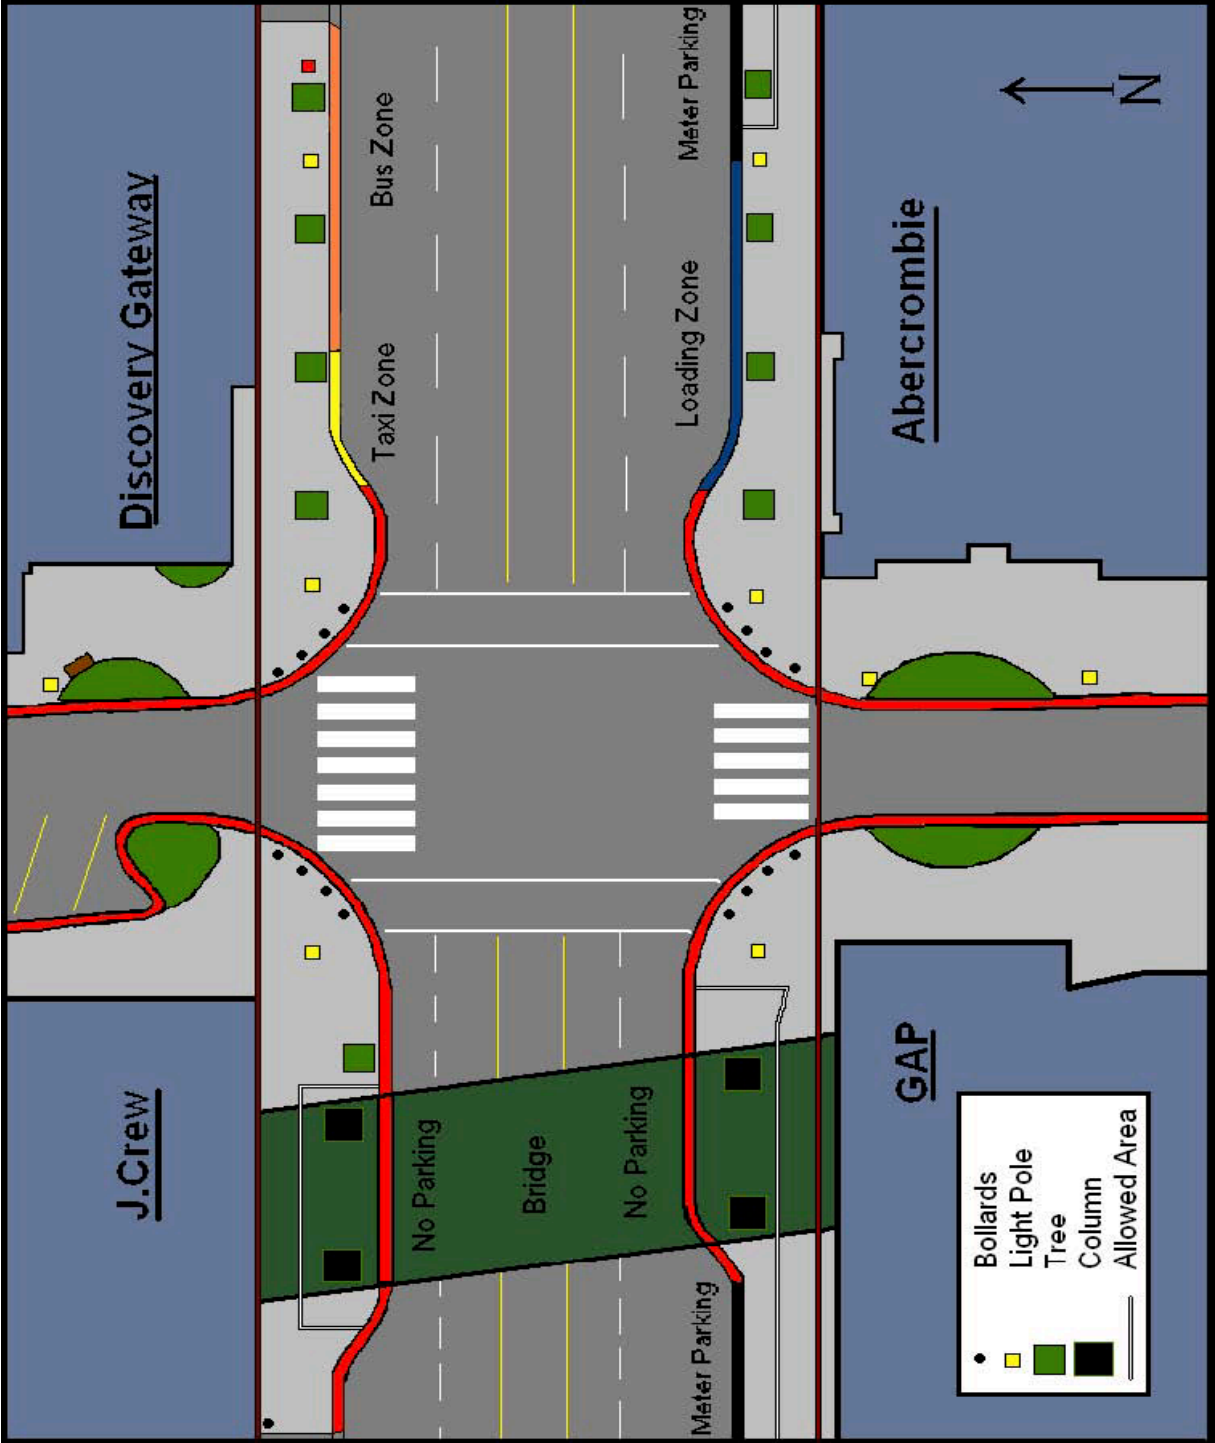 Discovery Gateway
Bus Zone
Taxi Zone
Meter Parking
Loading Zone
Abercrombie
N
J.Crew
No Parking
Bridge
No Parking
Meter Parking
GAP
Bollards
Light Pole
Tree
Column
Allowed Area